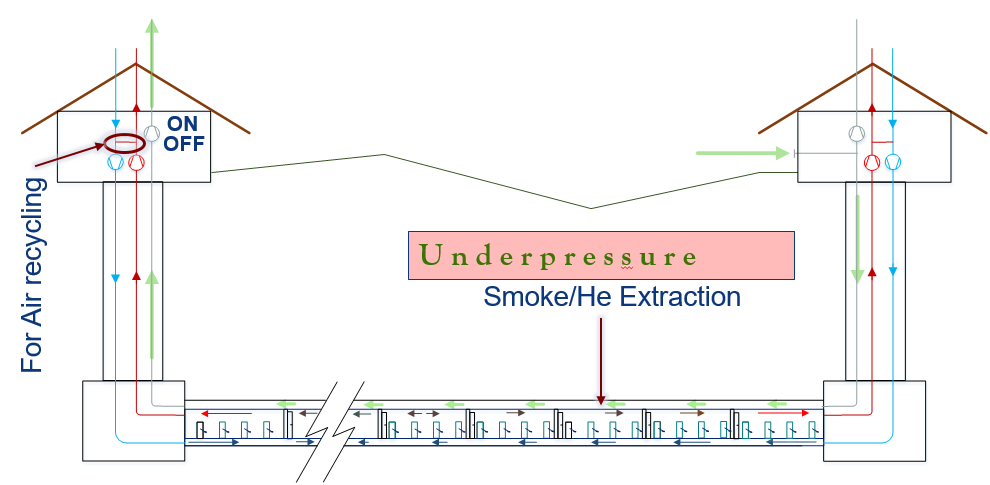 ON
OFF
For Air recycling
Underpressure
Smoke/He Extraction